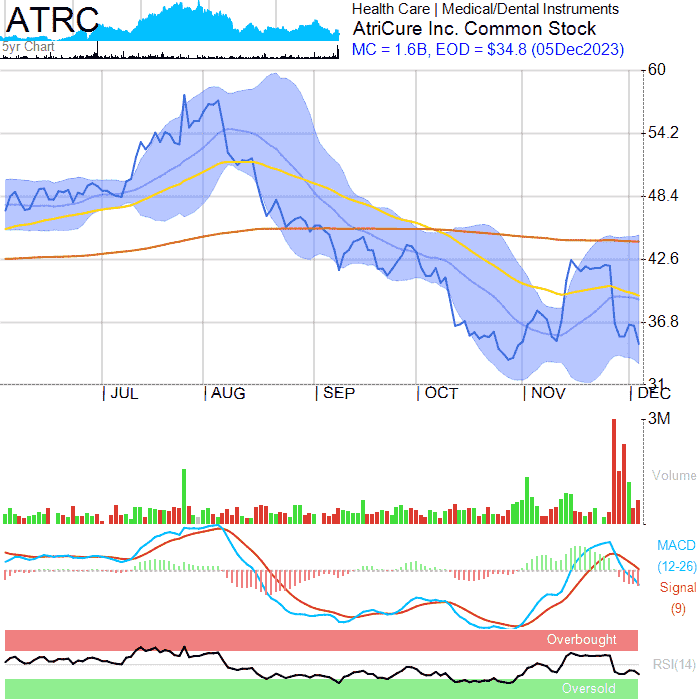 ATRC
5yr Chart
Health Care | Medical/Dental Instruments
AtriCure Inc. Common Stock
MC = 1.6B, EOD = $34.8 (05Dec2023)
60
54.2
48.4
42.6
36.8
31
JUL AUG SEP OCT NOV DEC
3M
Volume
MACD
(12-26)
Signal
(9)
Overbought
RSI(14)
Oversold